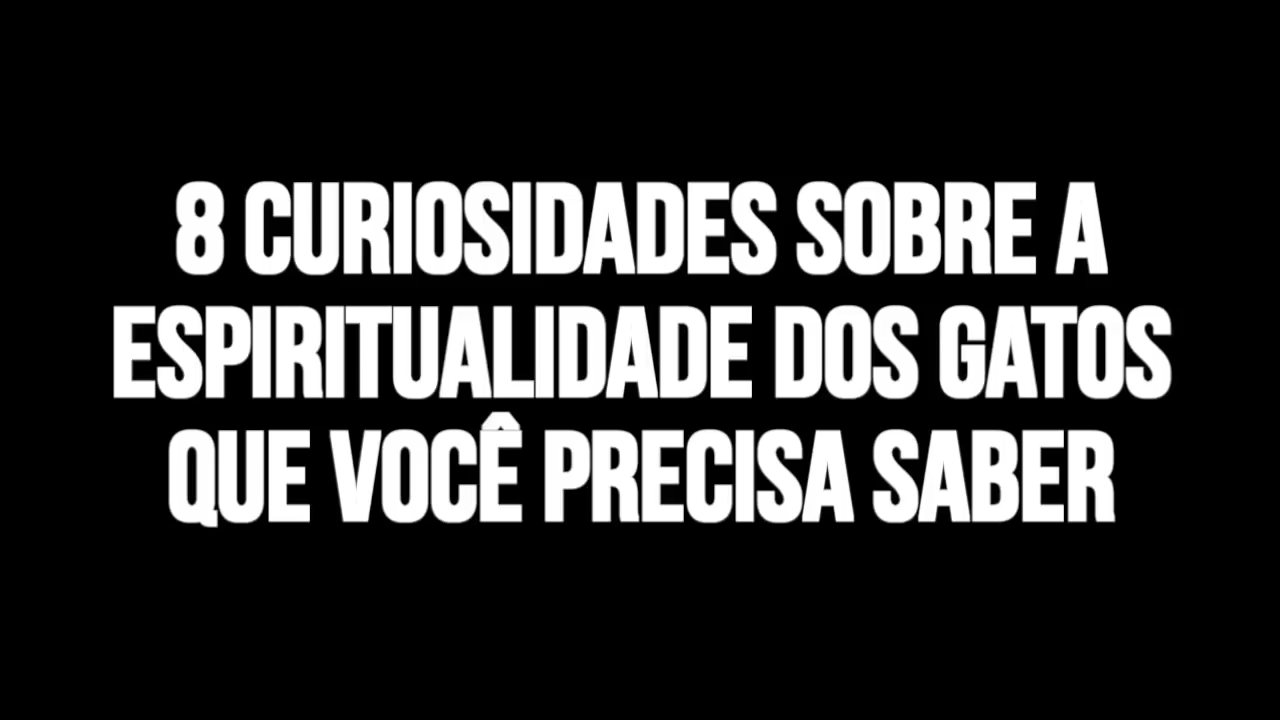 8 CURIOSIDADES SOBRE A
ESPIRITUALIDADE DOS GATOS
QUE VOCÊ PRECISA SABER